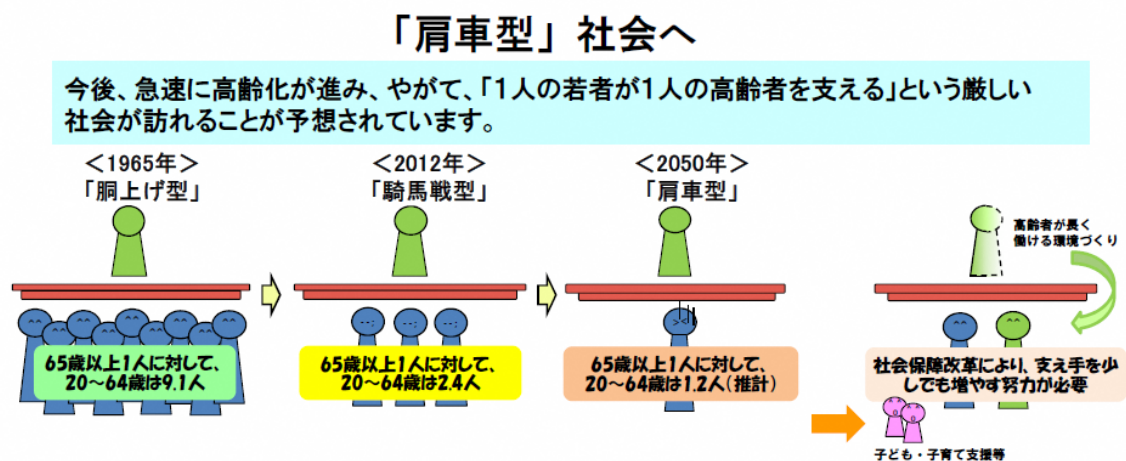 「肩車型」社会へ
今後、急速に高齢化が進み、やがて、「１人の若者が１人の高齢者を支える」という厳しい
社会が訪れることが予想されています。
＜1965年＞
「胴上げ型」
＜2012年＞
「騎馬戦型」
＜2050年＞
「肩車型」
高齢者が長く
働ける環境づくり
65歳以上1人に対して、
20～64歳は9.1人
65歳以上1人に対して、
20～64歳は2.4人
65歳以上1人に対して、
20～64歳は1.2人（推計）
社会保障改革により、支え手を少
しでも増やす努力が必要
子ども・子育て支援等